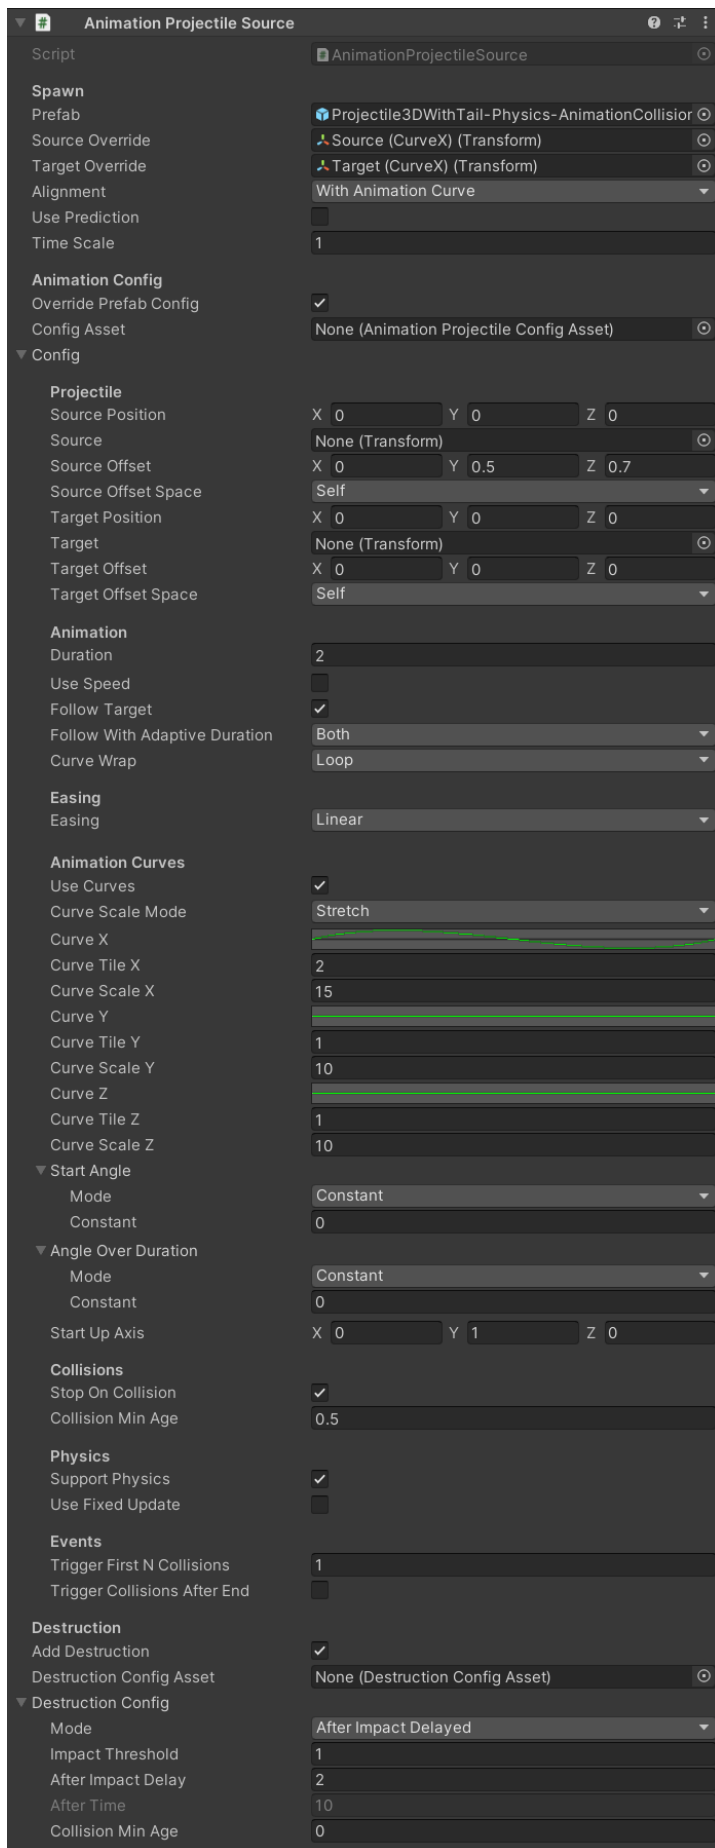 Animation Projectile Source
Script AnimationProjectileSource
Spawn
Prefab Projectile3DWithTail-Physics-AnimationCollision
Source Override Source (CurveX) (Transform)
Target Override Target (CurveX) (Transform)
Alignment With Animation Curve
Use Prediction
Time Scale 1
Animation Config
Override Prefab Config
Config Asset None (Animation Projectile Config Asset)
Config
Projectile
Source Position X 0 Y 0 Z 0
Source None (Transform)
Source Offset X 0 Y 0.5 Z 0.7
Source Offset Space Self
Target Position X 0 Y 0 Z 0
Target None (Transform)
Target Offset X 0 Y 0 Z 0
Target Offset Space Self
Animation
Duration 2
Use Speed
Follow Target
Follow With Adaptive Duration Both
Curve Wrap Loop
Easing
Easing Linear
Animation Curves
Use Curves
Curve Scale Mode Stretch
Curve X
Curve Tile X 2
Curve Scale X 15
Curve Y
Curve Tile Y 1
Curve Scale Y 10
Curve Z
Curve Tile Z 1
Curve Scale Z 10
Start Angle
Mode Constant
Constant 0
Angle Over Duration
Mode Constant
Constant 0
Start Up Axis X 0 Y 1 Z 0
Collisions
Stop On Collision
Collision Min Age 0.5
Physics
Support Physics
Use Fixed Update
Events
Trigger First N Collisions 1
Trigger Collisions After End
Destruction
Add Destruction
Destruction Config Asset None (Destruction Config Asset)
Destruction Config
Mode After Impact Delayed
Impact Threshold 1
After Impact Delay 2
After Time 10
Collision Min Age 0